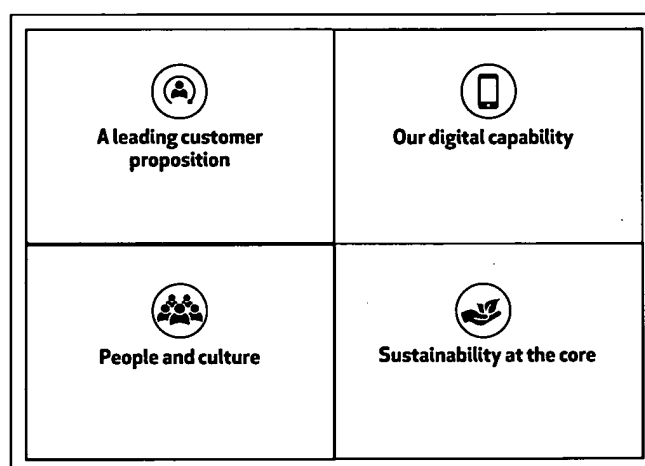 A leading customer
proposition
Our digital capability
People and culture
Sustainability at the core